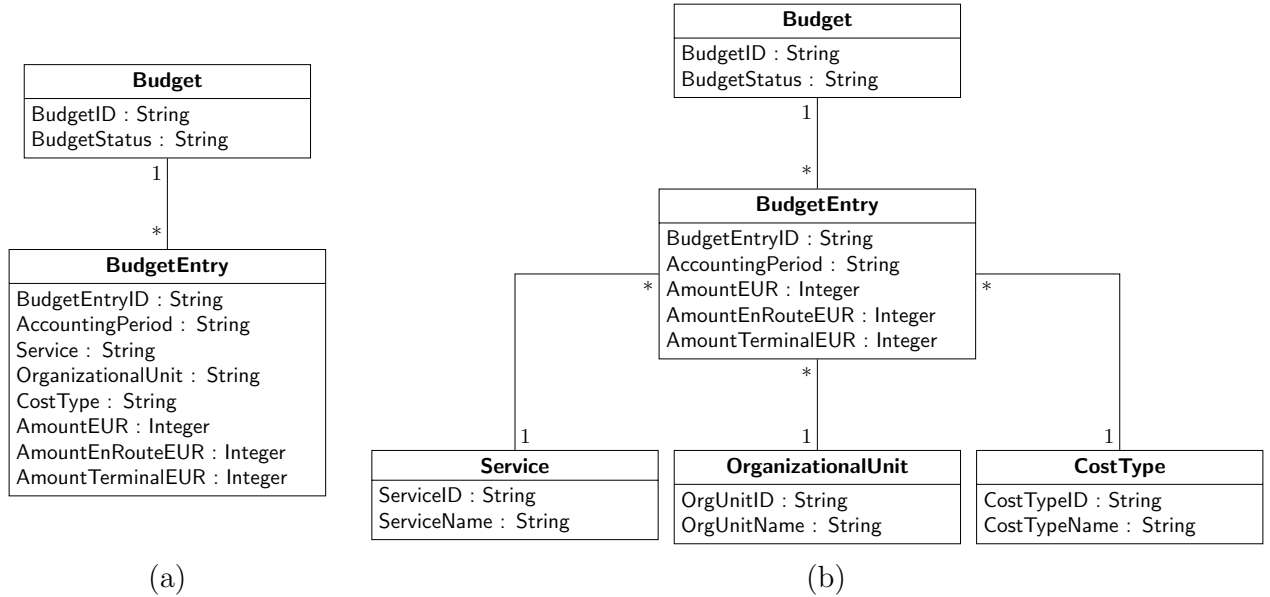 Budget
BudgetID : String
BudgetStatus : String
1
*
BudgetEntry
BudgetEntryID : String
AccountingPeriod : String
Service : String
OrganizationalUnit : String
CostType : String
AmountEUR : Integer
AmountEnRouteEUR : Integer
AmountTerminalEUR : Integer
(a)
Budget
BudgetID : String
BudgetStatus : String
1
*
BudgetEntry
BudgetEntryID : String
AccountingPeriod : String
AmountEUR : Integer
AmountEnRouteEUR : Integer
AmountTerminalEUR : Integer
* * *
1 1 1
Service
ServiceID : String
ServiceName : String
OrganizationalUnit
OrgUnitID : String
OrgUnitName : String
CostType
CostTypeID : String
CostTypeName : String
(b)